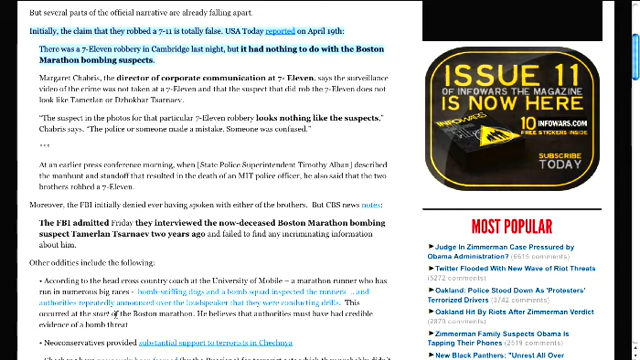 But several parts of the official narrative are already falling apart.
Initially, the claim that they robbed a 7-11 is totally false. USA Today reported on April 19th:
There was a 7-Eleven robbery in Cambridge last night, but it had nothing to do with the Boston
Marathon bombing suspects.
Margaret Chabris, the director of corporate communication at 7- Eleven, says the surveillance
video of the crime was not taken at a 7-Eleven and that the suspect that did rob the 7-Eleven does not
look like Tamerlan or Dzhokhar Tsarnaev.
"The suspect in the photos for that particular 7-Eleven robbery looks nothing like the suspects,"
Chabris says. "The police or someone made a mistake. Someone was confused."
***
At an earlier press conference morning, when [State Police Superintendent Timothy Alban] described
the manhunt and standoff that resulted in the death of an MIT police officer, he also said that the two
brothers robbed a 7-Eleven.
Moreover, the FBI initially denied ever having spoken with either of the brothers. But CBS news notes:
The FBI admitted Friday they interviewed the now-deceased Boston Marathon bombing
suspect Tamerlan Tsarnaev two years ago and failed to find any incriminating information
about him.
Other oddities include the following:
• According to the head cross country coach at the University of Mobile – a marathon runner who has
run in numerous big races - bomb-sniffing dogs and a bomb squad inspected the runners ... and
authorities repeatedly announced over the loudspeaker that they were conducting drills. This
occurred at the start of the Boston marathon. He believes that authorities must have had credible
evidence of a bomb threat
• Neoconservatives provided substantial support to terrorists in Chechnya
ISSUE 11
OF INFOWARS THE MAGAZINE
IS NOW HERE
INFOWARS
10 INFOWARS.COM
FREE STICKERS INSIDE
SUBSCRIBE
TODAY
MOST POPULAR
Judge In Zimmerman Case Pressured by
Obama Administration? (6619 comments)
Twitter Flooded With New Wave of Riot Threats
(5272 comments)
Oakland: Police Stood Down As 'Protesters'
Terrorized Drivers (3742 comments)
Oakland Hit By Riots After Zimmerman Verdict
(2879 comments)
Zimmerman Family Suspects Obama Is
Tapping Their Phones (2159 comments)
New Black Panthers: "Unrest All Over